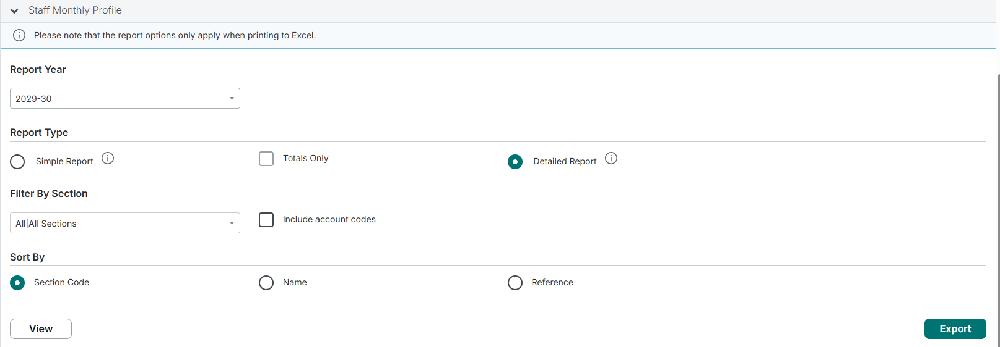 Staff Monthly Profile
Please note that the report options only apply when printing to Excel.
Report Year
2029-30
Report Type
Simple Report
Totals Only
Detailed Report
Filter By Section
All|All Sections
Include account codes
Sort By
Section Code
Name
Reference
View
Export